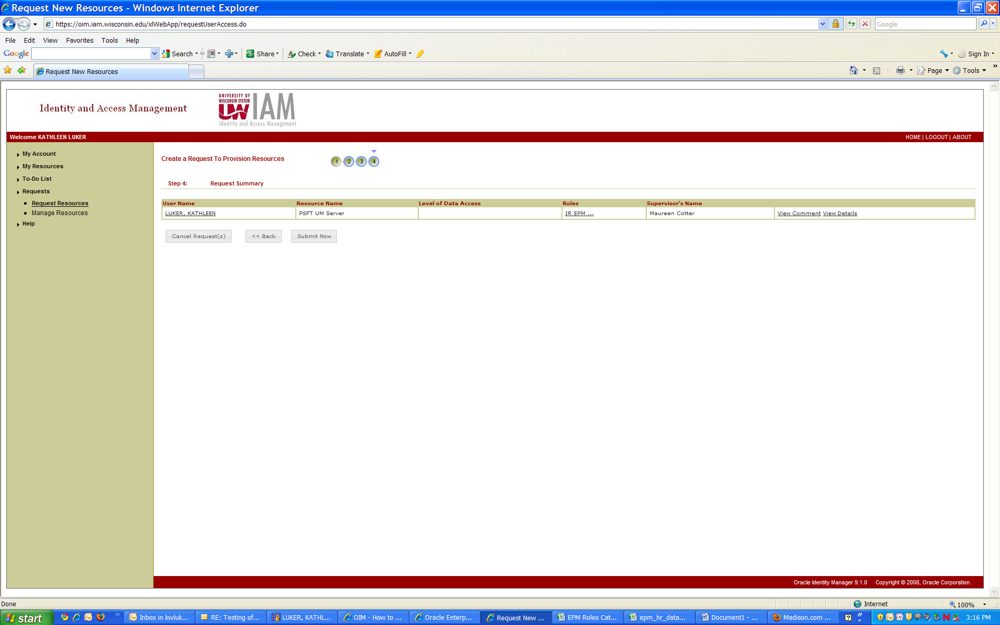 Request New Resources - Windows Internet Explorer
https://oim.iam.wisconsin.edu/xlWebApp/requestUserAccess.do
Google
File Edit View Favorites Tools Help
Google Search Share Check Translate AutoFill Sign In
Request New Resources
Page Tools »
Identity and Access Management
UNIVERSITY OF
WISCONSIN SYSTEM
UW IAM
Identity and Access Management
Welcome KATHLEEN LUKER
HOME | LOGOUT | ABOUT
My Account
My Resources
To-Do List
Requests
Request Resources
Manage Resources
Help
Create a Request To Provision Resources
1 2 3 4
Step 4: Request Summary
User Name Resource Name Level of Data Access Roles Supervisor's Name
LUKER, KATHLEEN PSFT UM Server IR EPM ... Maureen Cotter View Comment View Details
Cancel Request(s) << Back Submit Now
Oracle Identity Manager 9.1.0 Copyright © 2008, Oracle Corporation.
Done
Internet
100%
start
»
Inbox in kwluk...
RE: Testing of...
LUKER, KATHL...
OIM - How to ...
Oracle Enterp...
Request New ...
EPM Roles Cat...
epm_hr_data...
Document1 - ...
Madison.com ...
3:16 PM